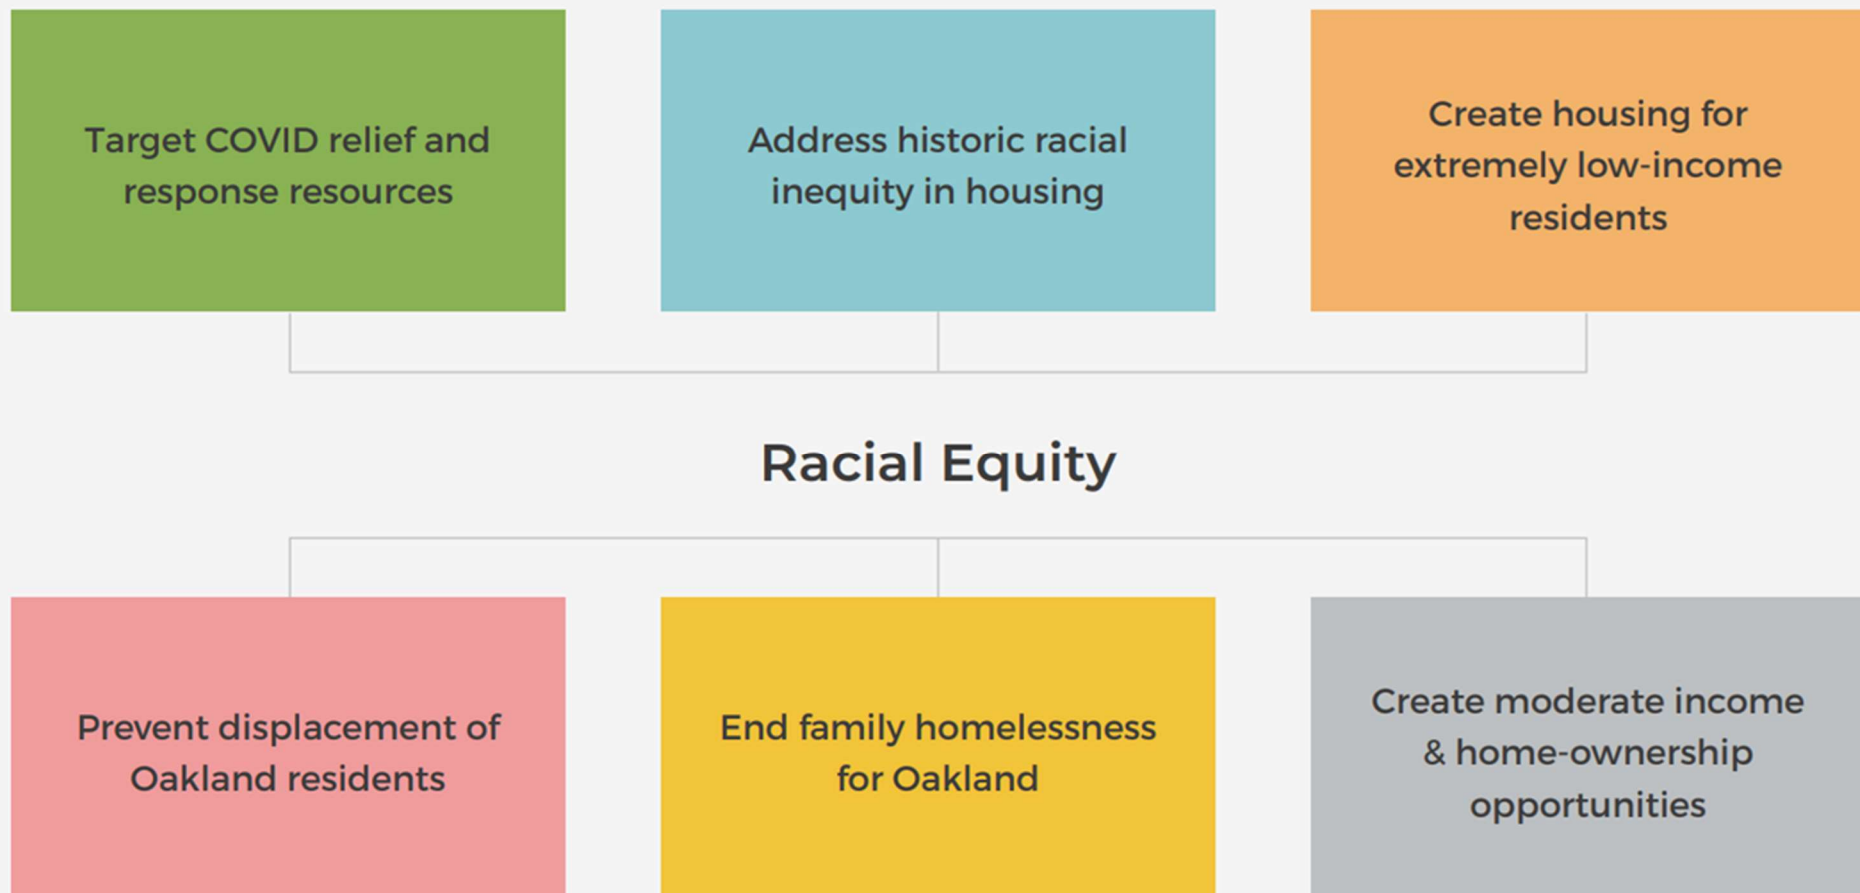 Target COVID relief and
response resources
Address historic racial
inequity in housing
Create housing for
extremely low-income
residents
Racial Equity
Prevent displacement of
Oakland residents
End family homelessness
for Oakland
Create moderate income
& home-ownership
opportunities